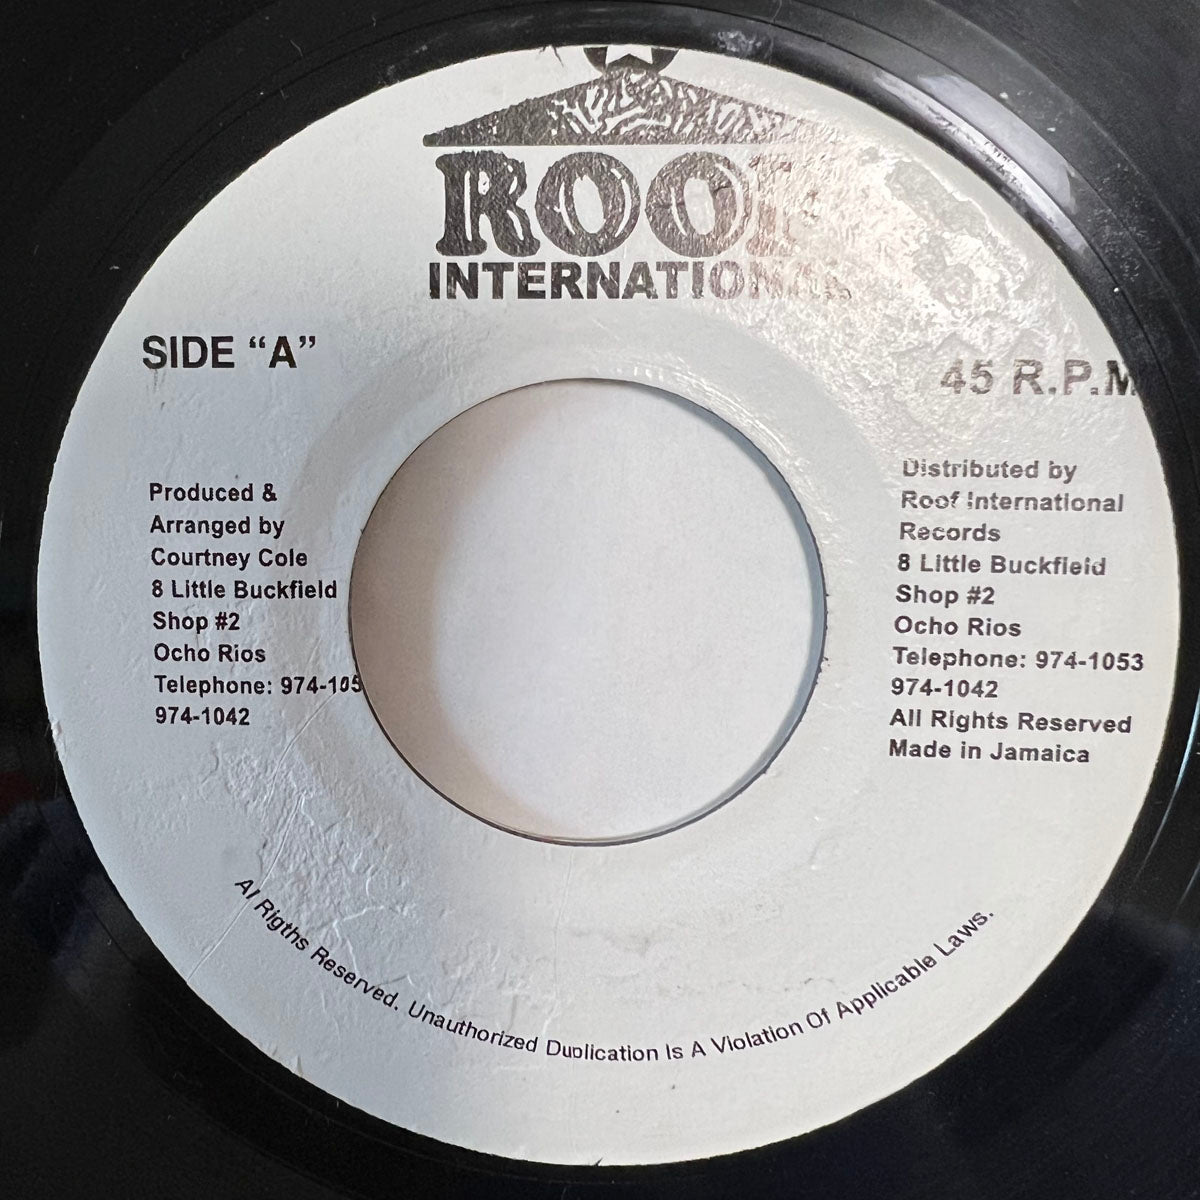 ROOF
INTERNATIONAL
SIDE "A"
45 R.P.M
Produced &
Arranged by
Courtney Cole
8 Little Buckfield
Shop #2
Ocho Rios
Telephone: 974-105
974-1042
Distributed by
Roof International
Records
8 Little Buckfield
Shop #2
Ocho Rios
Telephone: 974-1053
974-1042
All Rights Reserved
Made in Jamaica
Al Rigths Reserved. Unauthorized Duplication Is A Violation Of Applicable Laws.